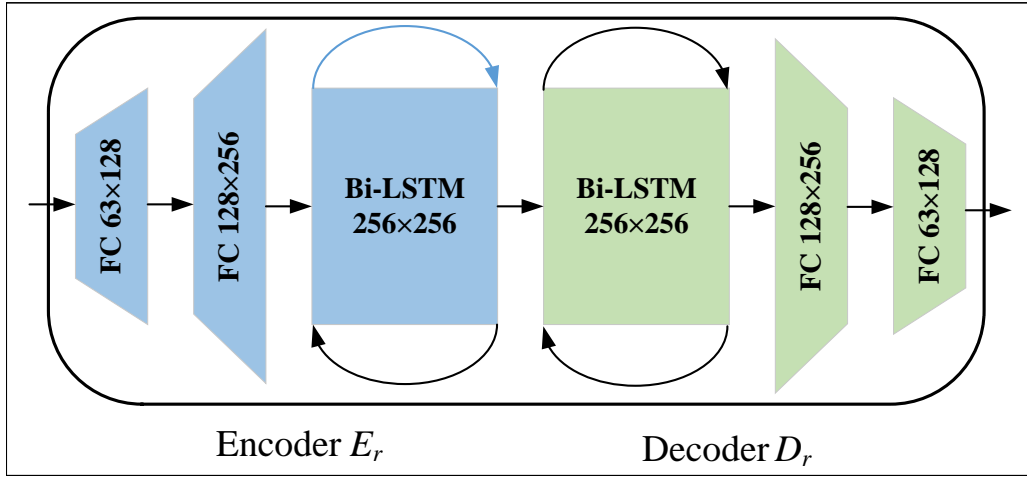 FC 63×128
FC 128×256
Bi-LSTM
256×256
Bi-LSTM
256×256
FC 128×256
FC 63×128
Encoder E_r
Decoder D_r